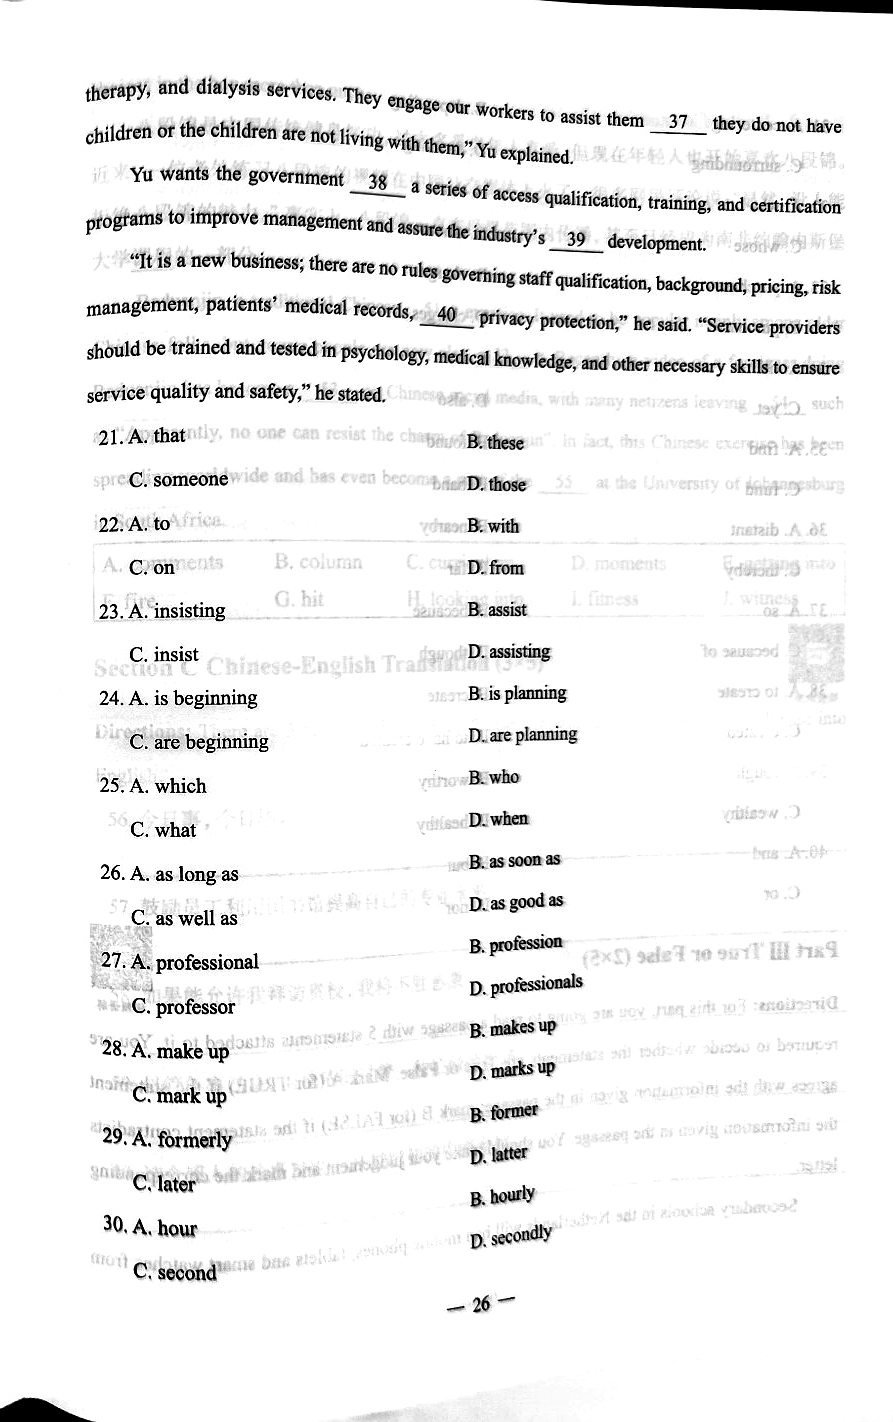 therapy, and dialysis services. They engage our workers to assist them 37 they do not have
children or the children are not living with them,” Yu explained.
Yu wants the government 38 a series of access qualification, training, and certification
programs to improve management and assure the industry’s 39 development.
“It is a new business; there are no rules governing staff qualification, background, pricing, risk
management, patients’ medical records, 40 privacy protection,” he said. “Service providers
should be trained and tested in psychology, medical knowledge, and other necessary skills to ensure
service quality and safety,” he stated.
21. A. that B. these
C. someone D. those
22. A. to B. with
C. on D. from
23. A. insisting B. assist
C. insist D. assisting
24. A. is beginning B. is planning
C. are beginning D. are planning
25. A. which B. who
C. what D. when
26. A. as long as B. as soon as
C. as well as D. as good as
27. A. professional B. profession
C. professor D. professionals
28. A. make up B. makes up
C. mark up D. marks up
29. A. formerly B. former
C. later D. latter
30. A. hour B. hourly
C. second D. secondly
— 26 —